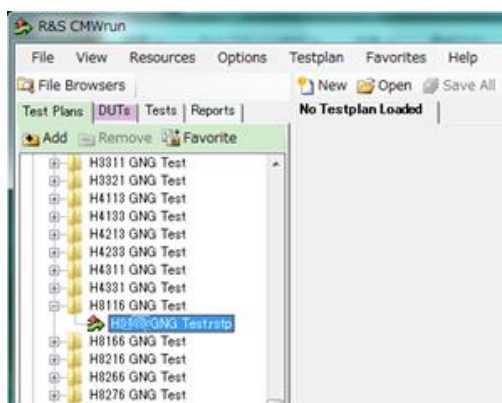 R&S CMWrun
File View Resources Options Testplan Favorites Help
File Browsers New Open Save All
Test Plans DUTs Tests Reports No Testplan Loaded
Add Remove Favorite
H3311 GNG Test
H3321 GNG Test
H4113 GNG Test
H4133 GNG Test
H4213 GNG Test
H4233 GNG Test
H4311 GNG Test
H4331 GNG Test
H8116 GNG Test
GNG Test.rstp
H8166 GNG Test
H8216 GNG Test
H8266 GNG Test
H8276 GNG Test